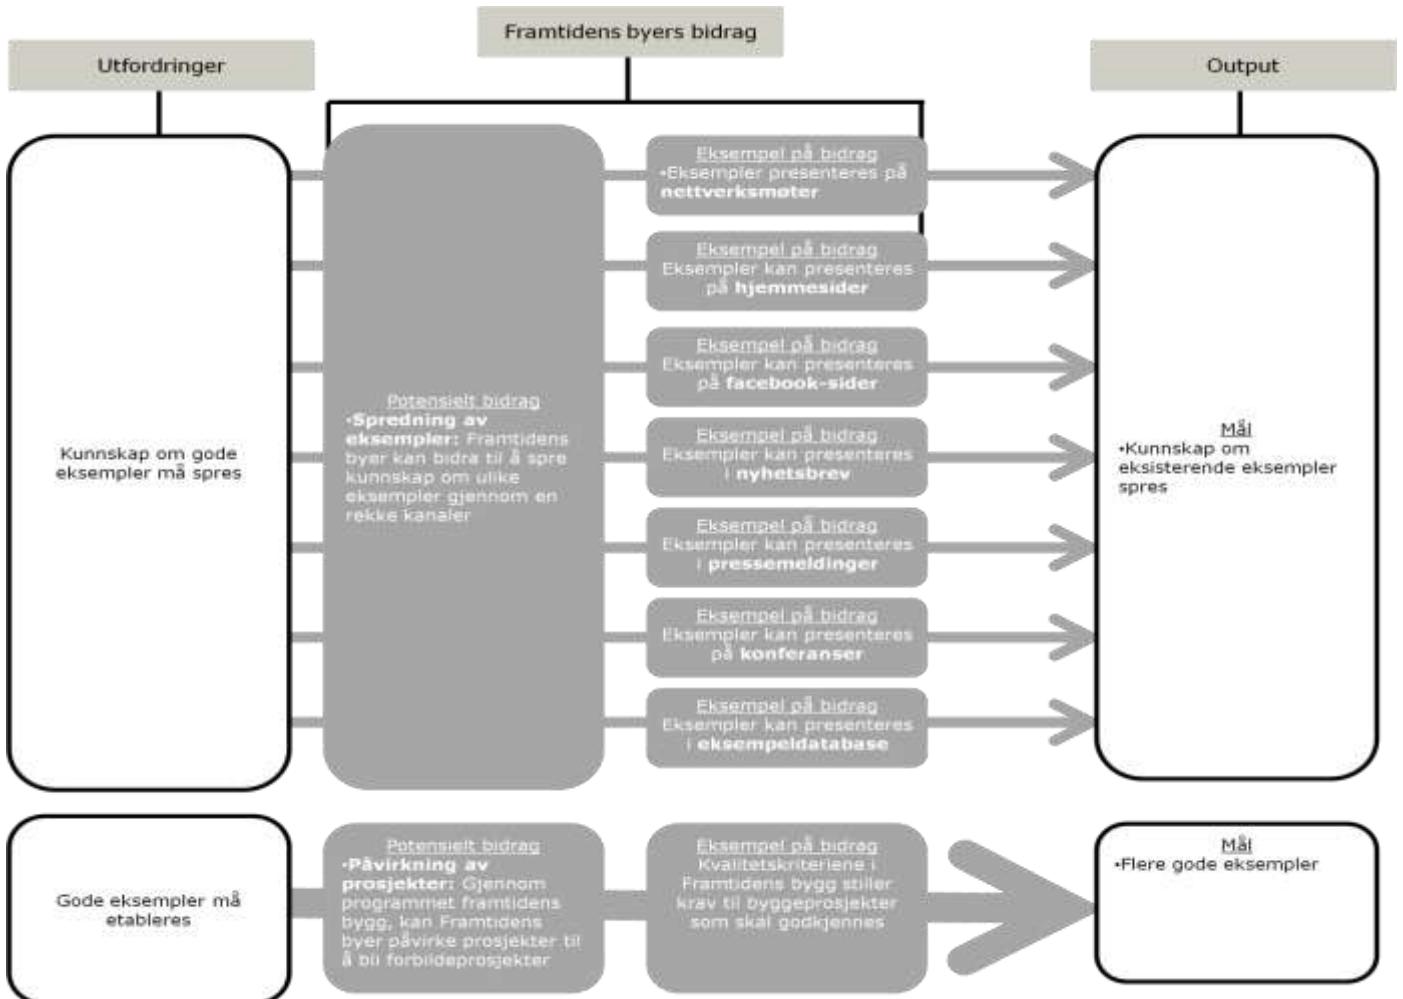 Framtidens byers bidrag
Utfordringer
Output
Kunnskap om gode
eksempler må spres
Potensielt bidrag
•Spredning av
eksempler: Framtidens
byer kan bidra til å spre
kunnskap om ulike
eksempler gjennom en
rekke kanaler
Eksempel på bidrag
•Eksempler presenteres på
nettverksmøter
Eksempel på bidrag
Eksempler kan presenteres
på hjemmesider
Eksempel på bidrag
Eksempler kan presenteres
på facebook-sider
Eksempel på bidrag
Eksempler kan presenteres
i nyhetsbrev
Eksempel på bidrag
Eksempler kan presenteres
i pressemeldinger
Eksempel på bidrag
Eksempler kan presenteres
på konferanser
Eksempel på bidrag
Eksempler kan presenteres
i eksempeldatabase
Mål
•Kunnskap om
eksisterende eksempler
spres
Gode eksempler må
etableres
Potensielt bidrag
•Påvirkning av
prosjekter: Gjennom
programmet framtidens
bygg, kan Framtidens
byer påvirke prosjekter til
å bli forbildeprosjekter
Eksempel på bidrag
Kvalitetskriteriene i
Framtidens bygg stiller
krav til byggeprosjekter
som skal godkjennes
Mål
•Flere gode eksempler